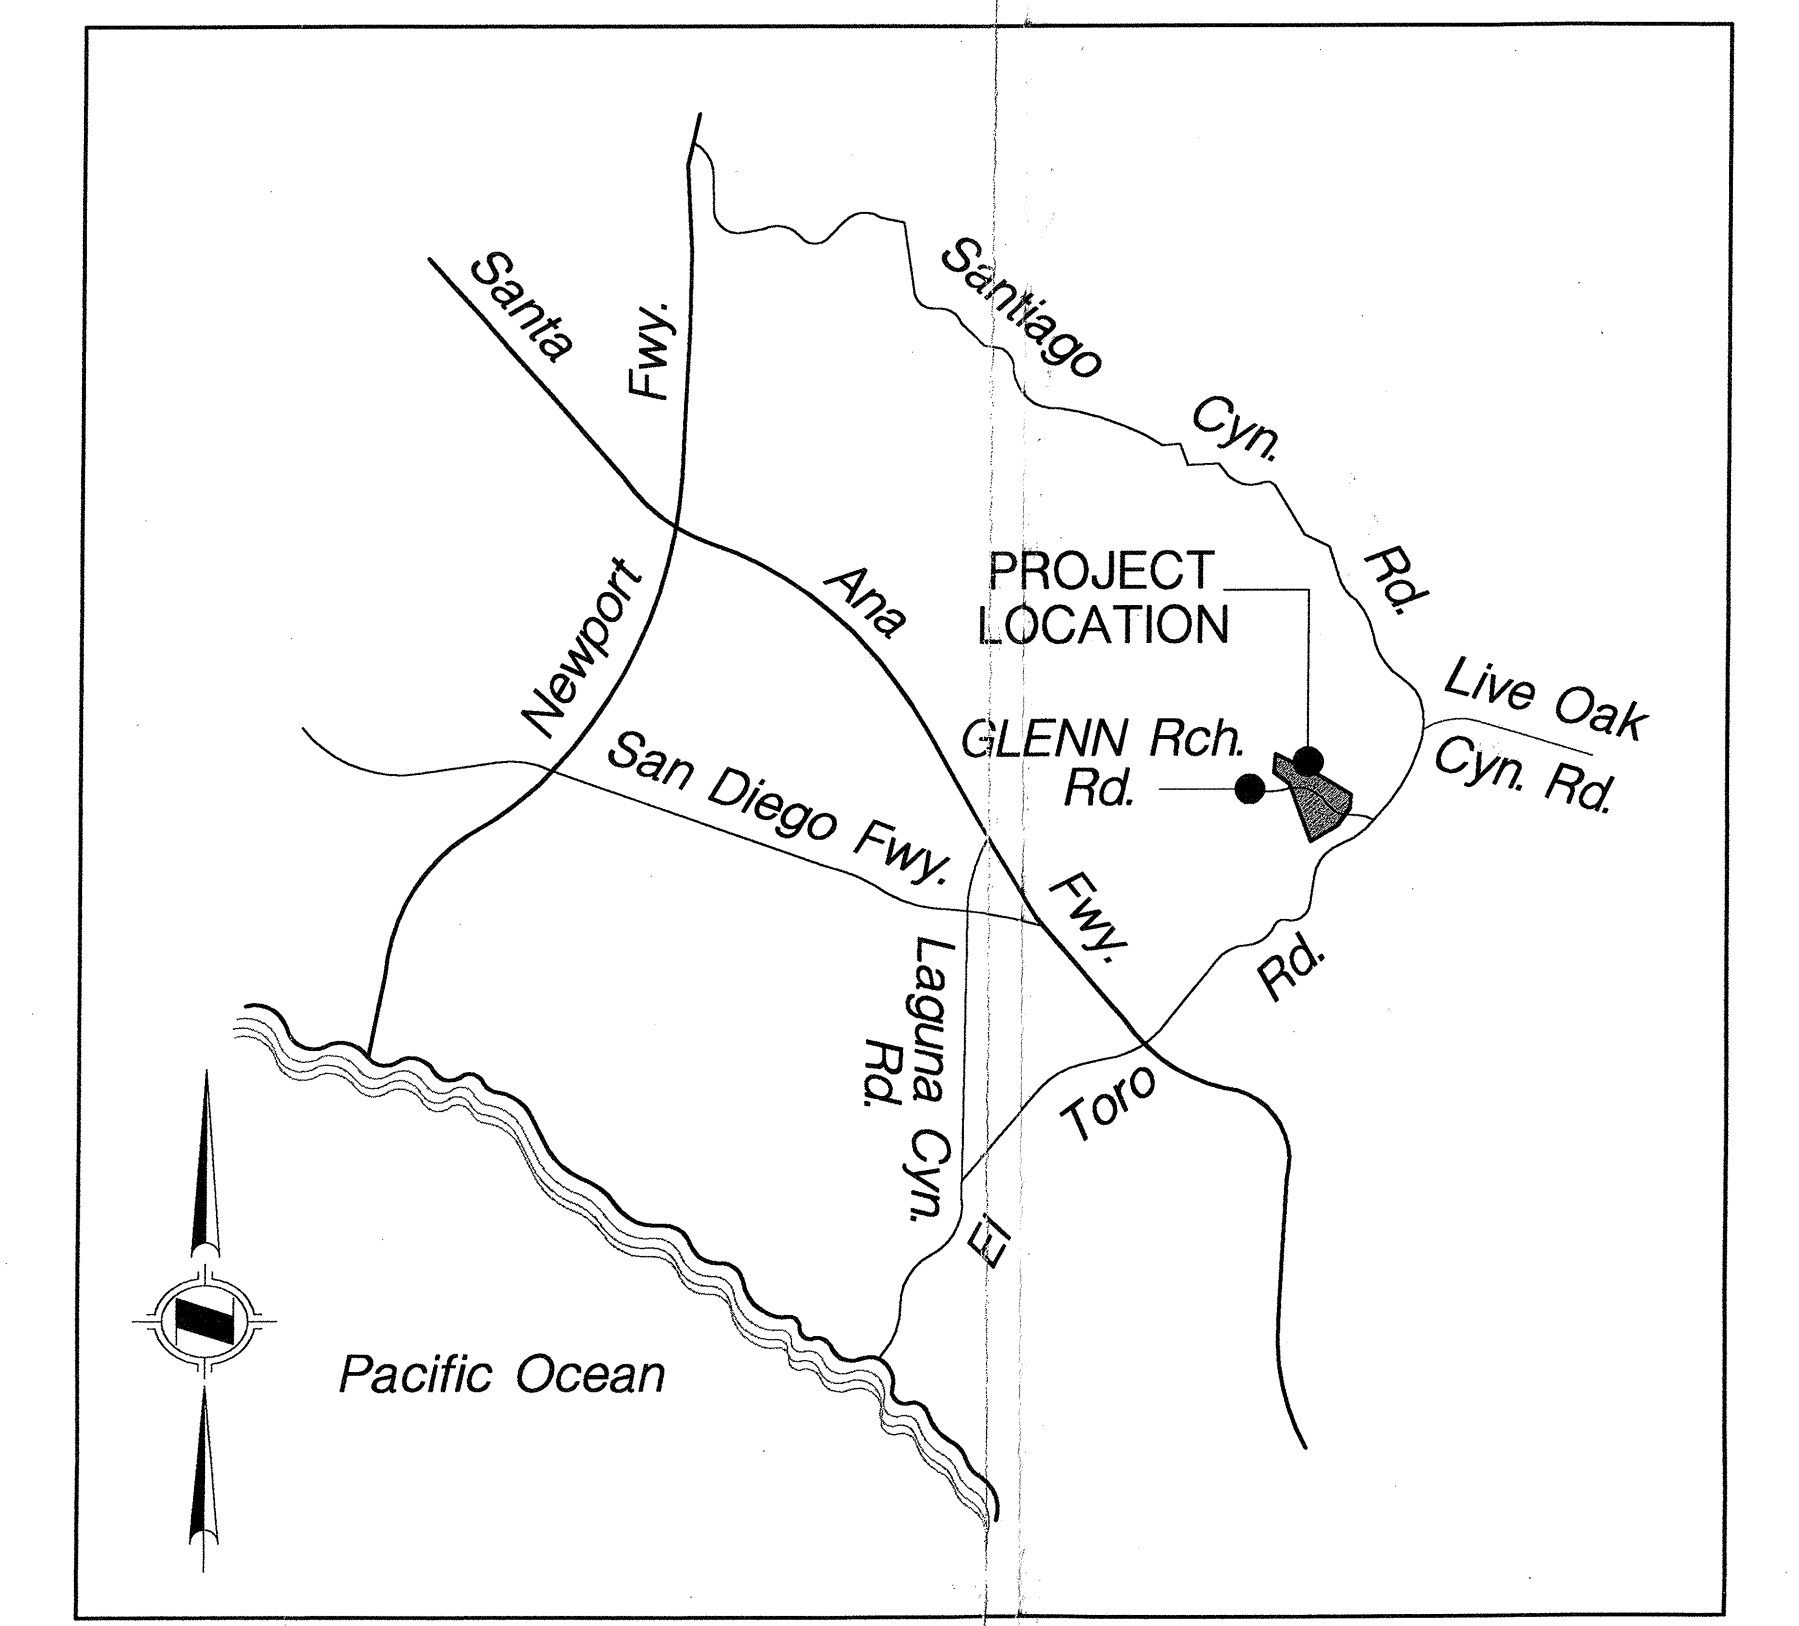 Santa
Fwy.
Santiago
Cyn.
Rd.
PROJECT
LOCATION
Newport
Ana
Live Oak
Cyn. Rd.
GLENN Rch.
Rd.
San Diego Fwy.
Fwy.
Rd.
Laguna Cyn.
Rd.
Toro
El
N
Pacific Ocean